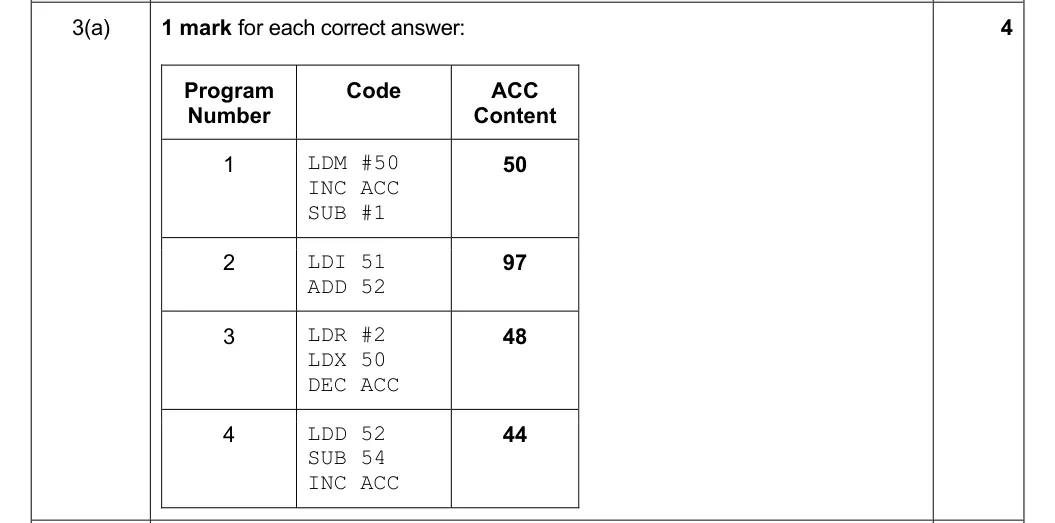 3(a)
1 mark for each correct answer:
4
Program Number
Code
ACC Content
1
LDM #50
INC ACC
SUB #1
50
2
LDI 51
ADD 52
97
3
LDR #2
LDX 50
DEC ACC
48
4
LDD 52
SUB 54
INC ACC
44